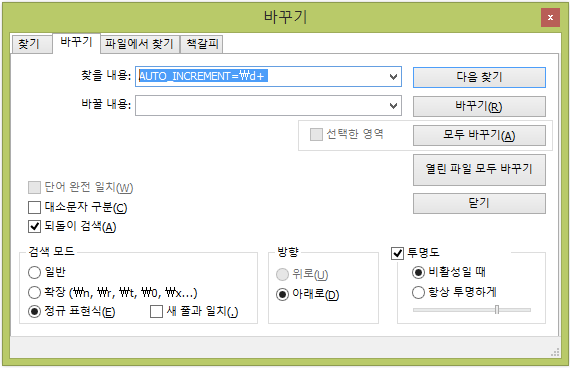 바꾸기
x
찾기 바꾸기 파일에서 찾기 책갈피
찾을 내용: AUTO_INCREMENT=₩d+ 다음 찾기
바꿀 내용: 바꾸기(R)
선택한 영역 모두 바꾸기(A)
열린 파일 모두 바꾸기
단어 완전 일치(W)
닫기
대소문자 구분(C)
되돌이 검색(A)
검색 모드 방향 투명도
일반 위로(U) 비활성일 때
확장 (₩n, ₩r, ₩t, ₩0, ₩x...) 아래로(D) 항상 투명하게
정규 표현식(E) 새 줄과 일치(.)